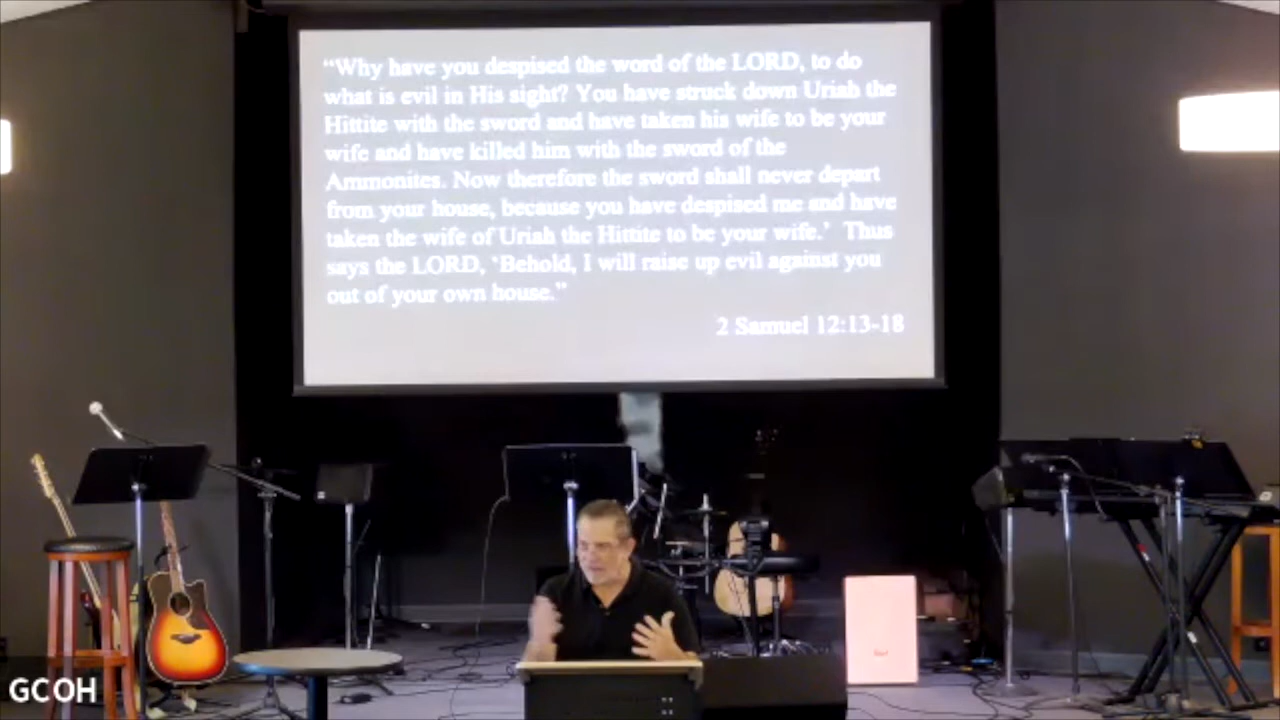 “Why have you despised the word of the LORD, to do
what is evil in His sight? You have struck down Uriah the
Hittite with the sword and have taken his wife to be your
wife and have killed him with the sword of the
Ammonites. Now therefore the sword shall never depart
from your house, because you have despised me and have
taken the wife of Uriah the Hittite to be your wife.’ Thus
says the LORD, ‘Behold, I will raise up evil against you
out of your own house.”
2 Samuel 12:13-18
GCOH